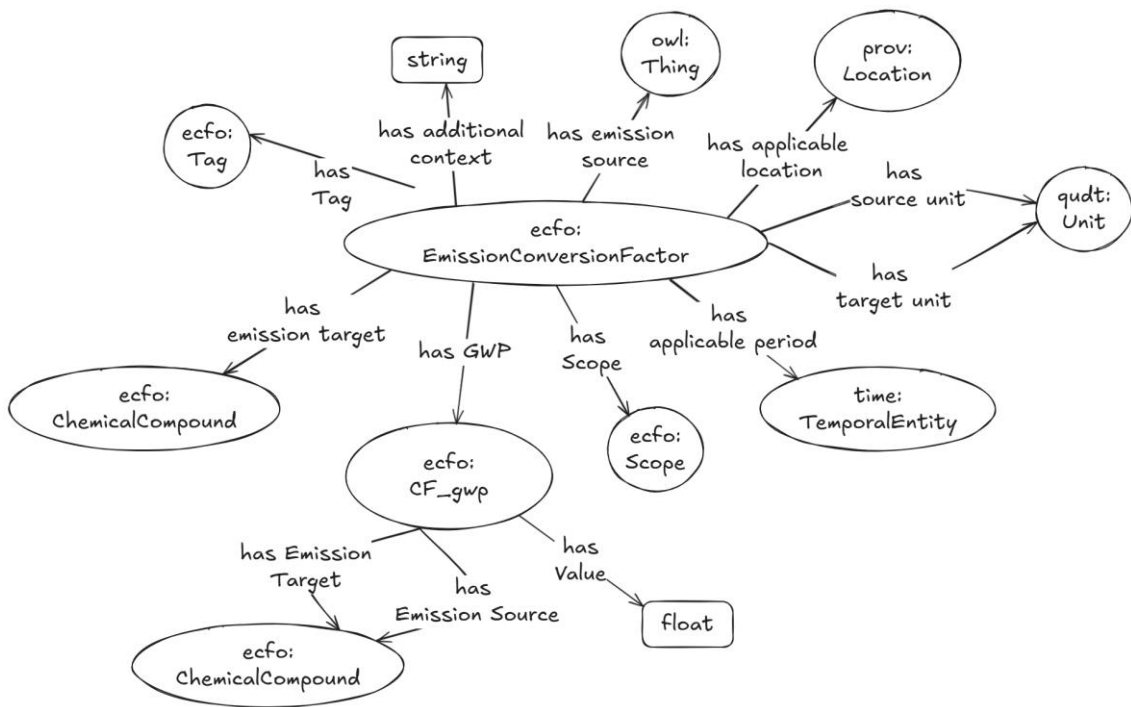 string
owl:
Thing
prov:
Location
ecfo:
Tag
has additional
context
has emission
source
has applicable
location
has
Tag
has
source unit
qudt:
Unit
ecfo:
EmissionConversionFactor
has
target unit
has
emission target
has GWP
has
Scope
has
applicable period
ecfo:
ChemicalCompound
time:
TemporalEntity
ecfo:
Scope
ecfo:
CF_gwp
has Emission
Target
has
Emission Source
has
Value
float
ecfo:
ChemicalCompound